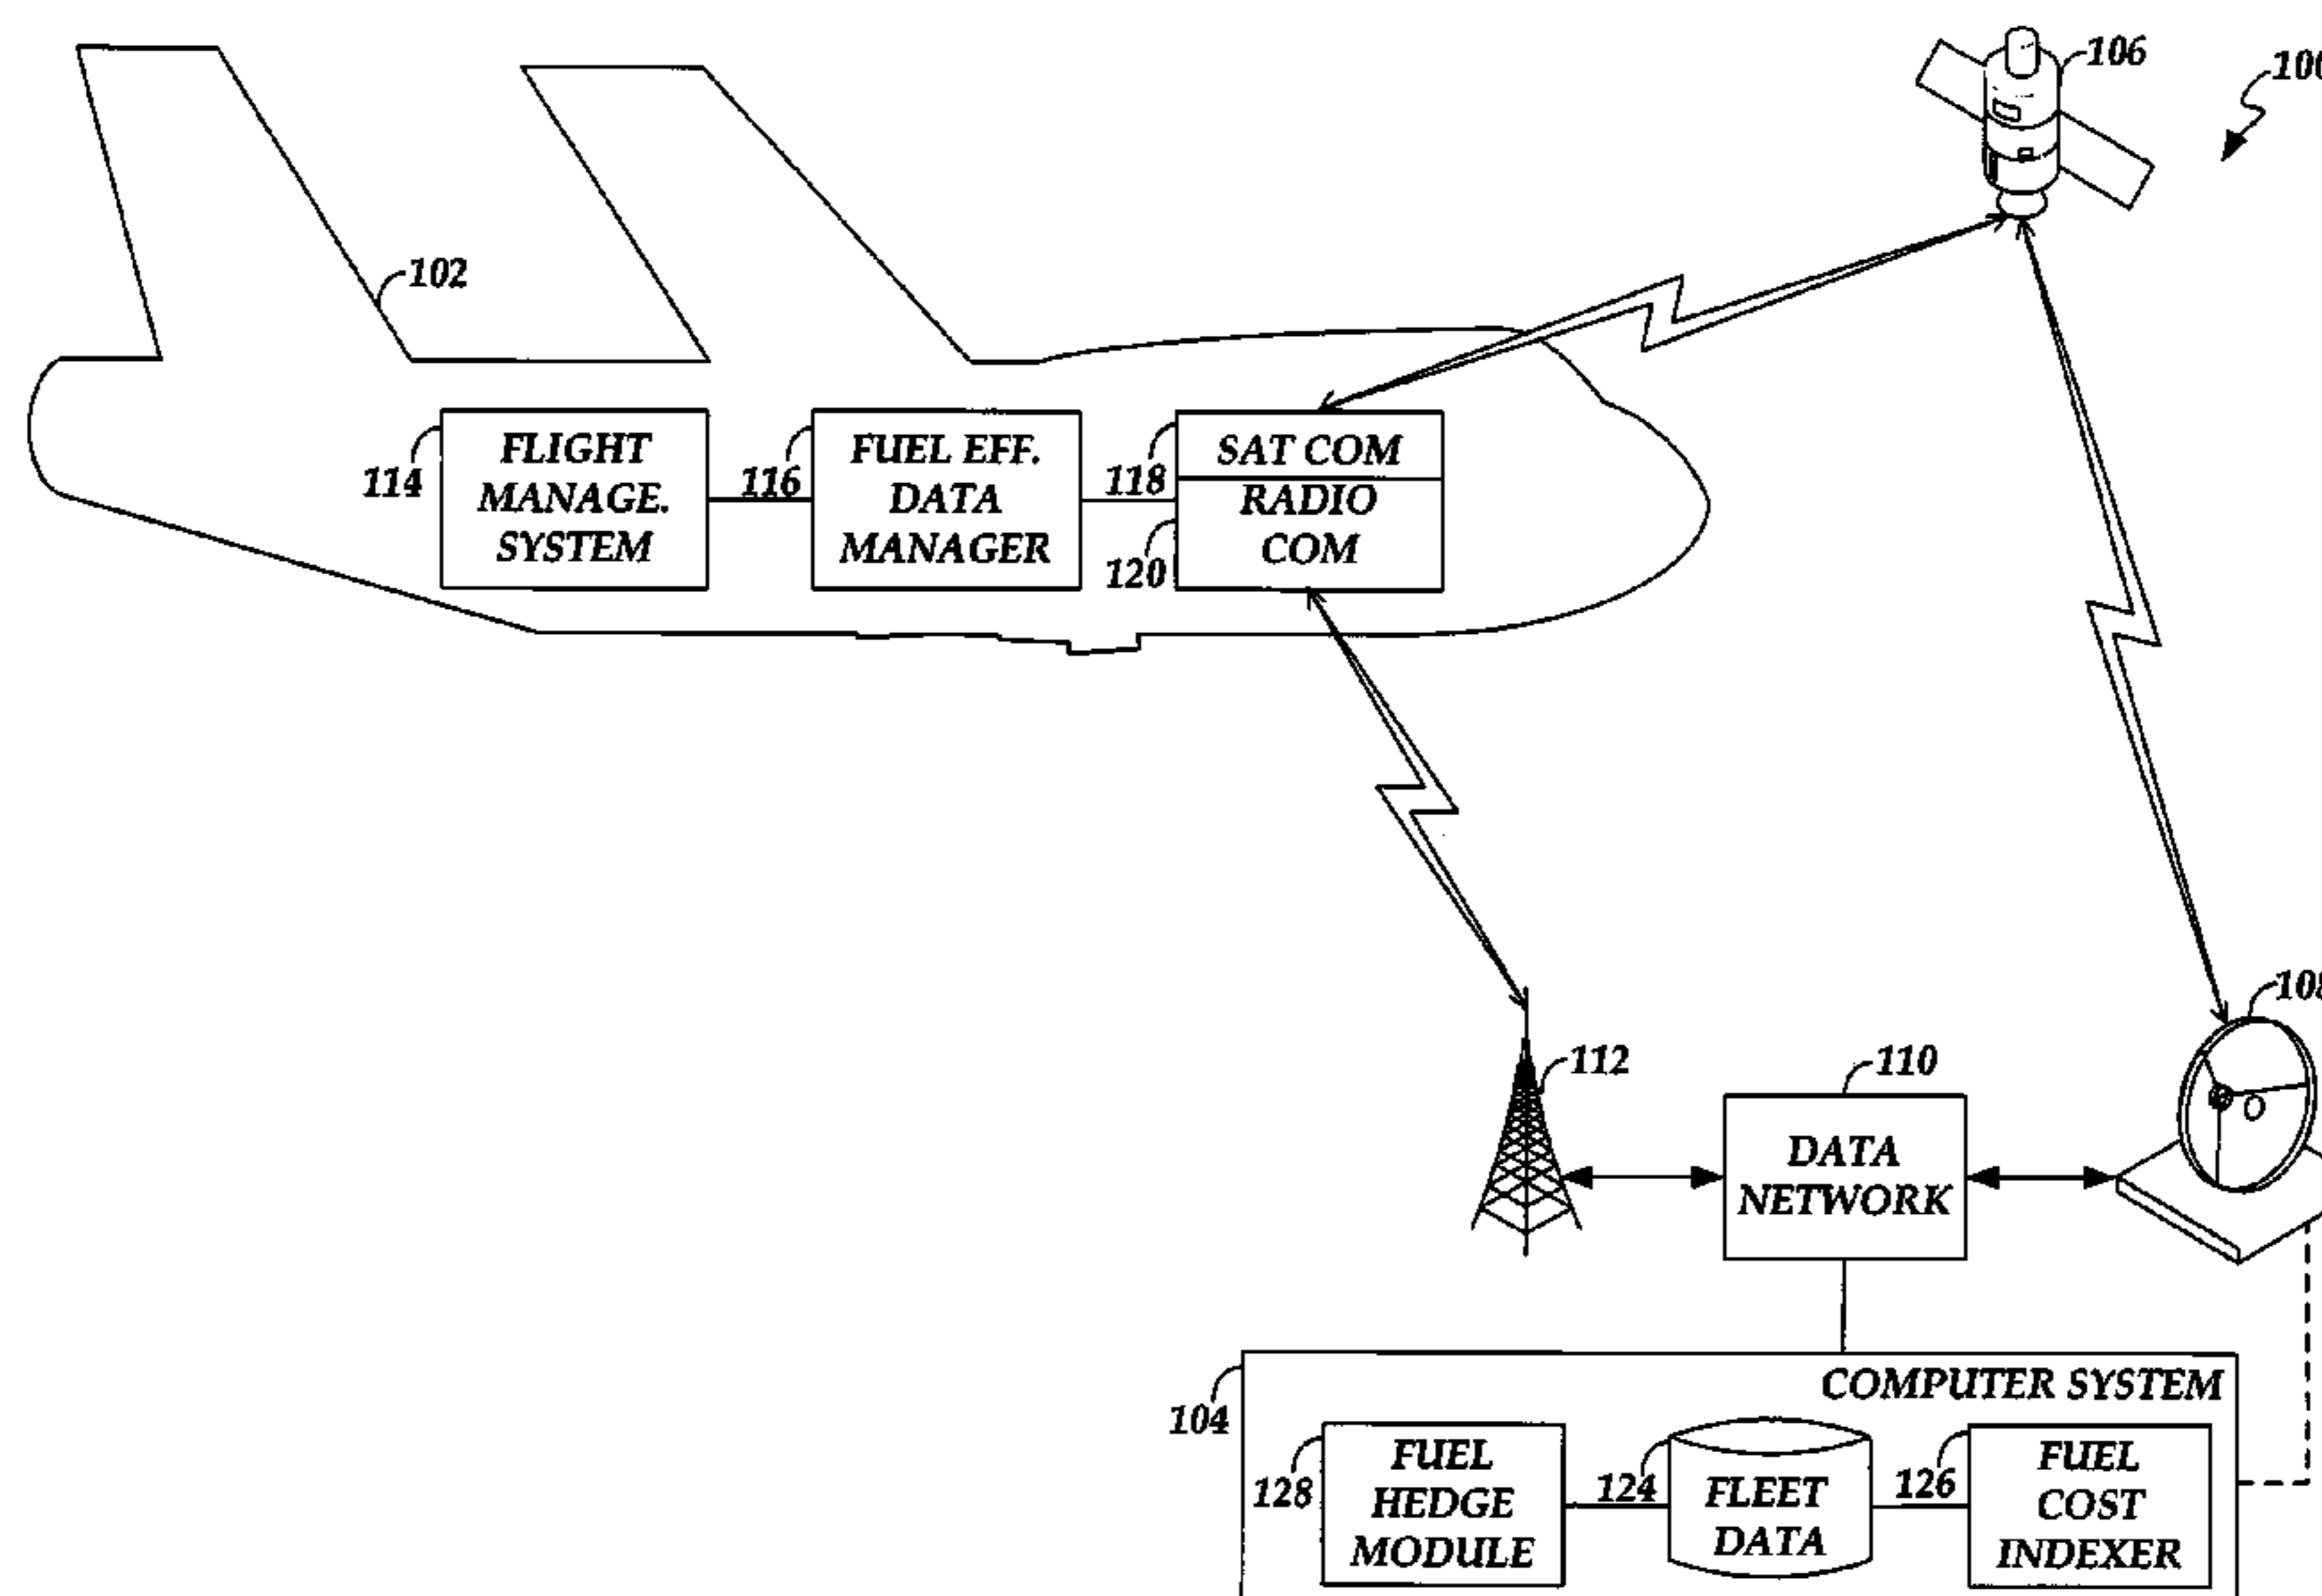 106
100
102
FLIGHT
MANAGE.
SYSTEM
114
FUEL EFF.
DATA
MANAGER
116
SAT COM
118
RADIO
COM
120
108
112
110
DATA
NETWORK
COMPUTER SYSTEM
104
FUEL
HEDGE
MODULE
128
FLEET
DATA
124
FUEL
COST
INDEXER
126